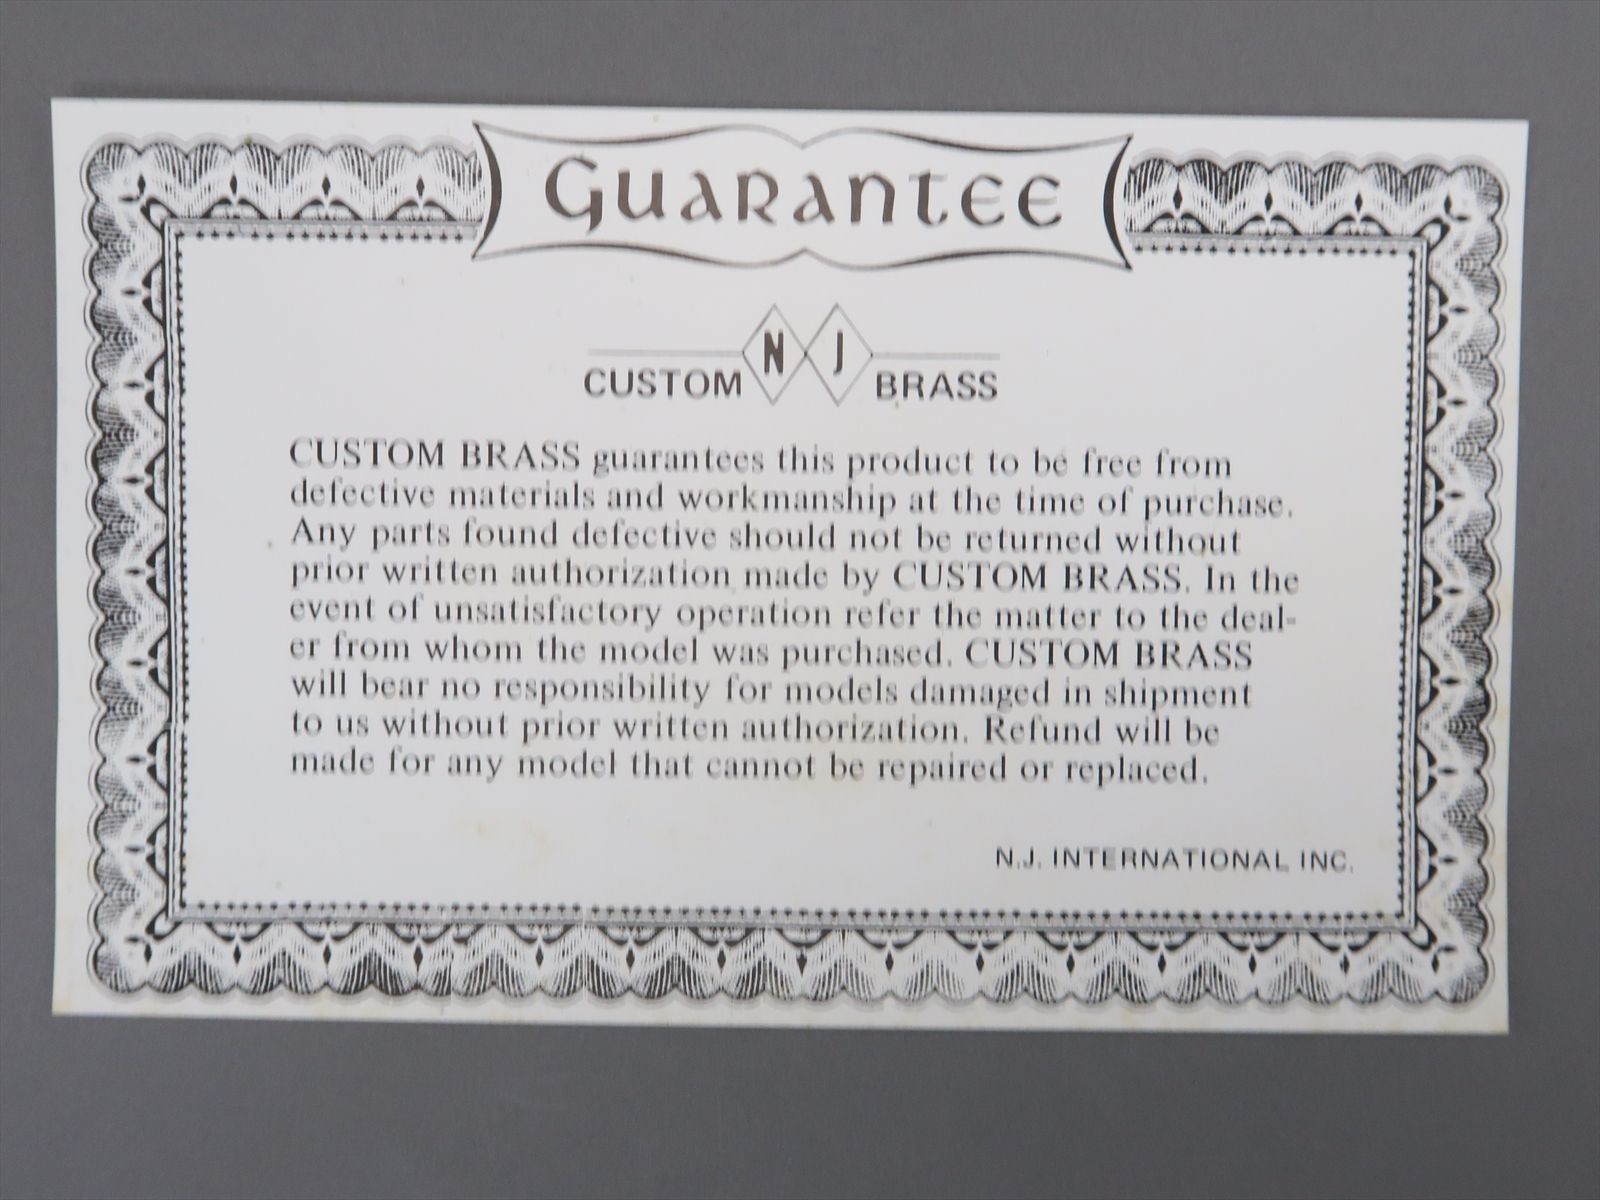 Guarantee
N J
CUSTOM BRASS
CUSTOM BRASS guarantees this product to be free from
defective materials and workmanship at the time of purchase.
Any parts found defective should not be returned without
prior written authorization made by CUSTOM BRASS. In the
event of unsatisfactory operation refer the matter to the deal-
er from whom the model was purchased. CUSTOM BRASS
will bear no responsibility for models damaged in shipment
to us without prior written authorization. Refund will be
made for any model that cannot be repaired or replaced.
N.J. INTERNATIONAL INC.